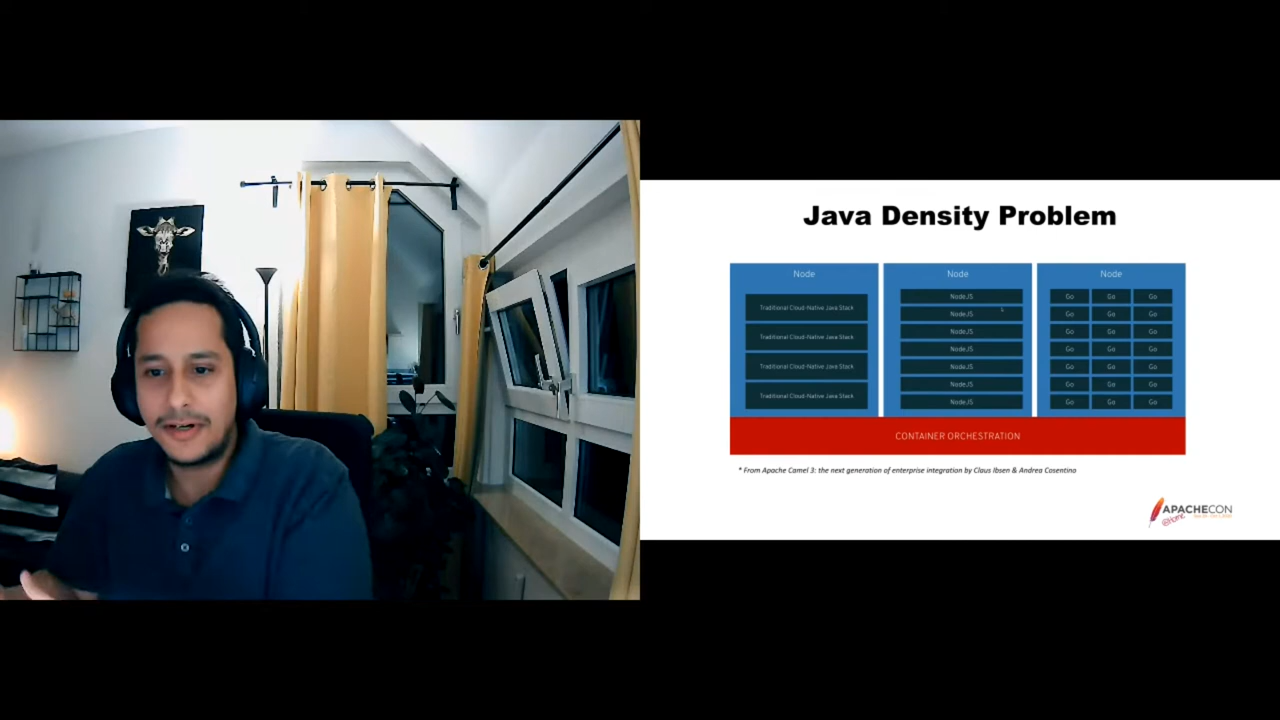 Java Density Problem
Node
Traditional Cloud-Native Java Stack
Traditional Cloud-Native Java Stack
Traditional Cloud-Native Java Stack
Traditional Cloud-Native Java Stack
Node
NodeJS
NodeJS
NodeJS
NodeJS
NodeJS
NodeJS
NodeJS
Node
Go Go Go
Go Go Go
Go Go Go
Go Go Go
Go Go Go
Go Go Go
Go Go Go
CONTAINER ORCHESTRATION
* From Apache Camel 3: the next generation of enterprise integration by Claus Ibsen & Andrea Cosentino
APACHECON
@Home